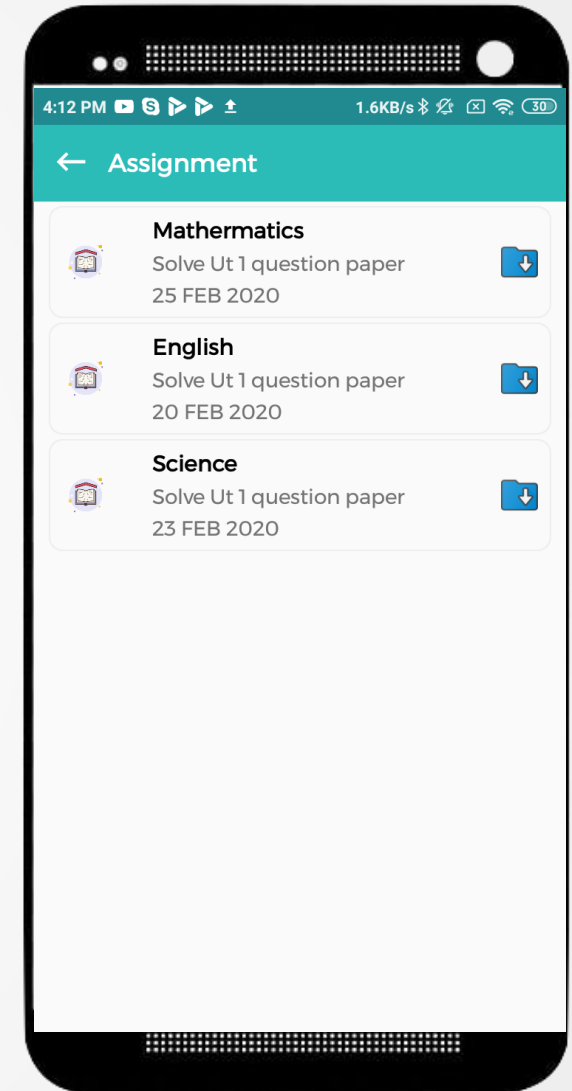 4:12 PM 1.6KB/s 30
Assignment
Mathermatics
Solve Ut 1 question paper
25 FEB 2020
English
Solve Ut 1 question paper
20 FEB 2020
Science
Solve Ut 1 question paper
23 FEB 2020